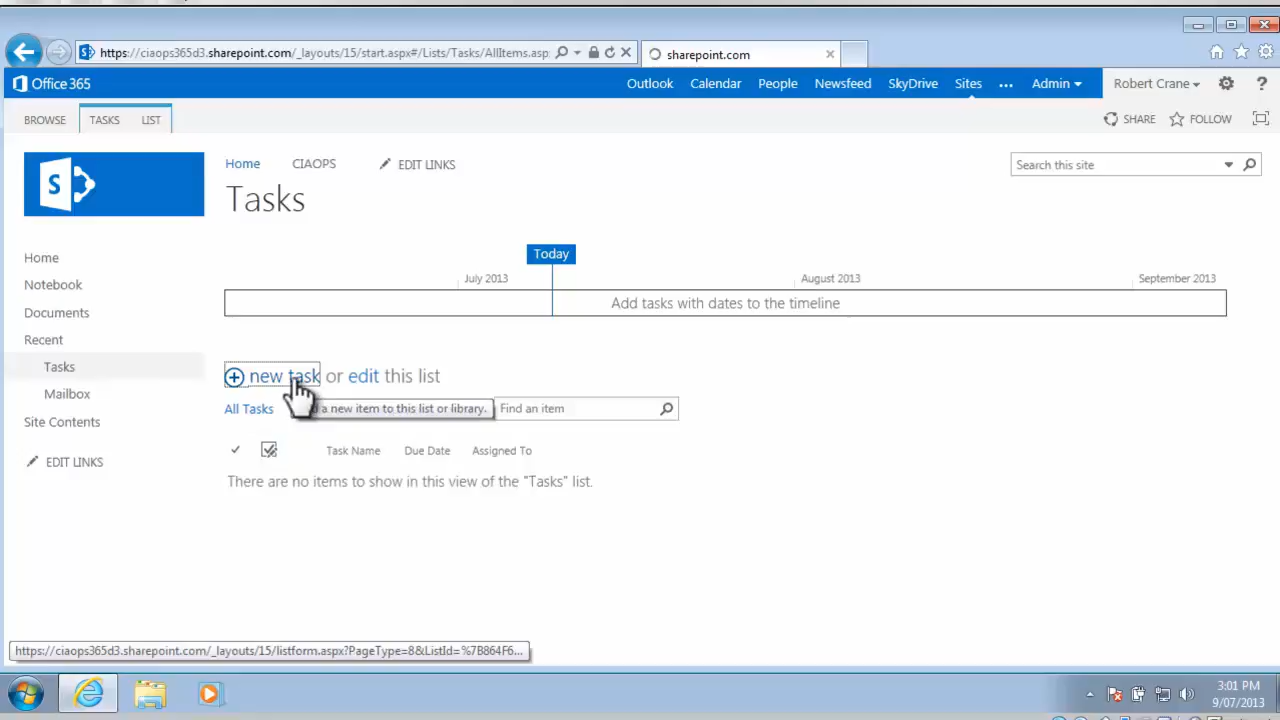 https://ciaops365d3.sharepoint.com/_layouts/15/start.aspx#/Lists/Tasks/AllItems.asp
sharepoint.com
Office 365
Outlook Calendar People Newsfeed SkyDrive Sites ... Admin
Robert Crane
?
BROWSE TASKS LIST
SHARE FOLLOW
S
Home CIAOPS EDIT LINKS
Search this site
Tasks
Today
July 2013 August 2013 September 2013
Add tasks with dates to the timeline
Home
Notebook
Documents
Recent
Tasks
Mailbox
Site Contents
EDIT LINKS
new task or edit this list
All Tasks
a new item to this list or library.
Find an item
Task Name Due Date Assigned To
There are no items to show in this view of the "Tasks" list.
https://ciaops365d3.sharepoint.com/_layouts/15/listform.aspx?PageType=8&ListId=%7B864F6...
3:01 PM
9/07/2013